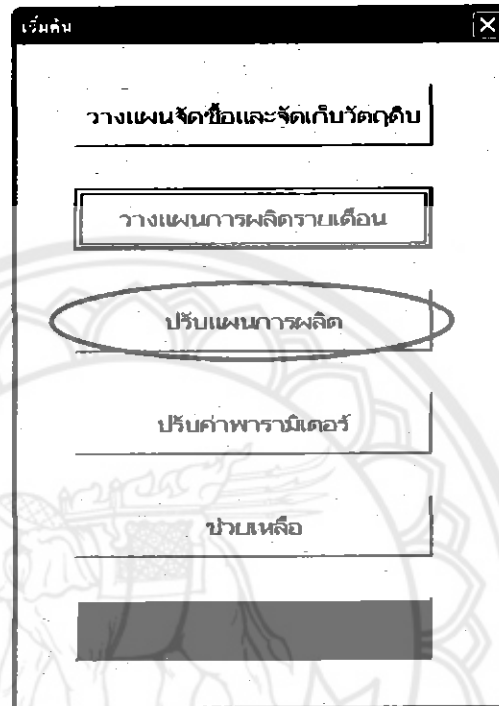 เริ่มต้น
วางแผนจัดซื้อและจัดเก็บวัตถุดิบ
วางแผนการผลิตรายเดือน
ปรับแผนการผลิต
ปรับค่าพารามิเตอร์
ช่วยเหลือ